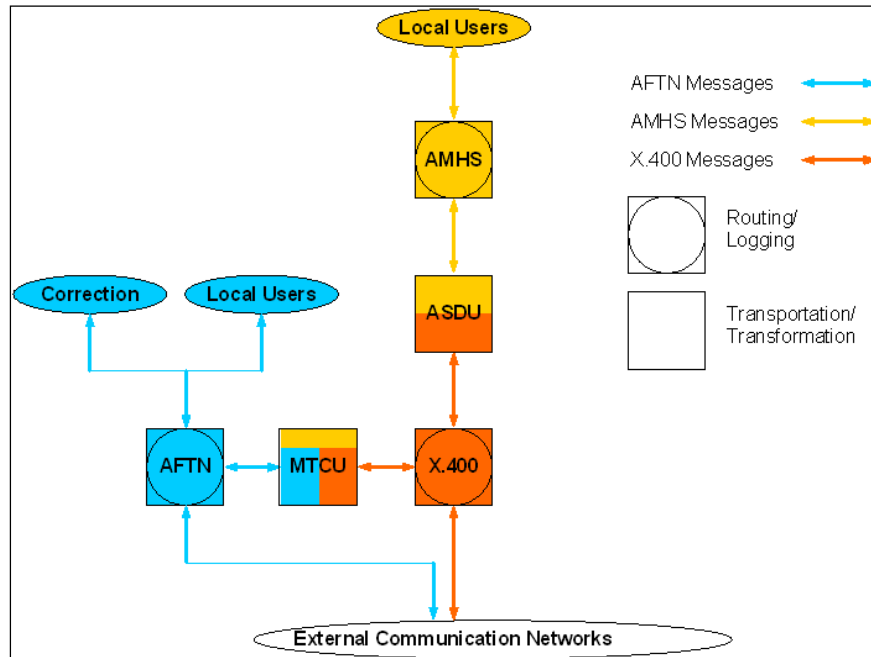 Local Users
AFTN Messages
AMHS Messages
X.400 Messages
AMHS
Routing/
Logging
Correction
Local Users
ASDU
Transportation/
Transformation
AFTN
MTCU
X.400
External Communication Networks